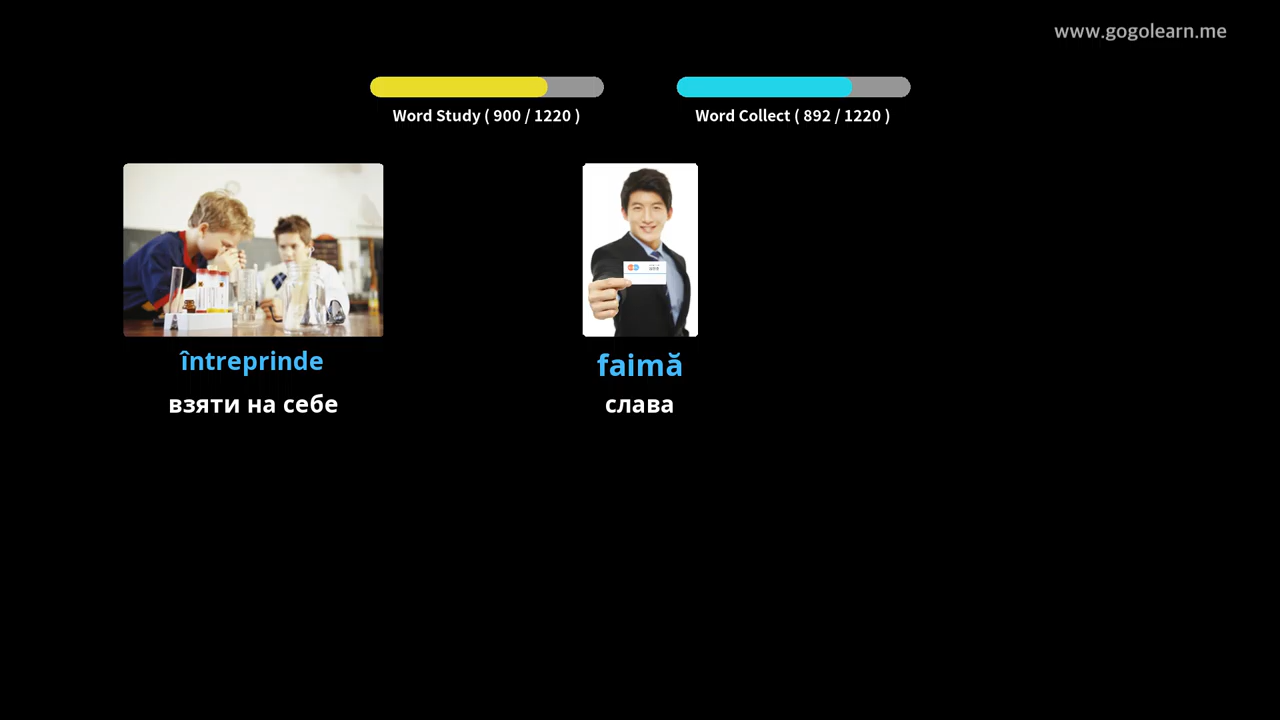 www.gogolearn.me
Word Study ( 900 / 1220 )
Word Collect ( 892 / 1220 )
întreprinde
faimă
взяти на себе
слава